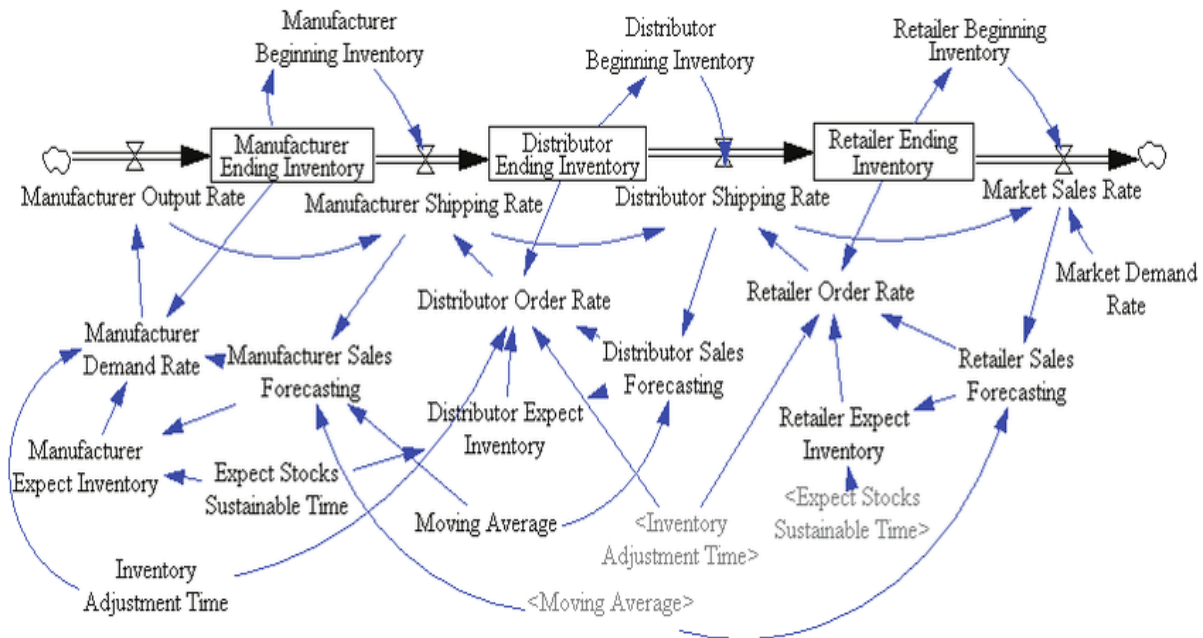 Manufacturer
Beginning Inventory
Distributor
Beginning Inventory
Retailer Beginning
Inventory
Manufacturer
Ending Inventory
Distributor
Ending Inventory
Retailer Ending
Inventory
Manufacturer Output Rate
Manufacturer Shipping Rate
Distributor Shipping Rate
Market Sales Rate
Market Demand
Rate
Distributor Order Rate
Retailer Order Rate
Manufacturer
Demand Rate
Manufacturer Sales
Forecasting
Distributor Sales
Forecasting
Retailer Sales
Forecasting
Distributor Expect
Inventory
Retailer Expect
Inventory
Manufacturer
Expect Inventory
Expect Stocks
Sustainable Time
Moving Average
<Inventory
Adjustment Time>
<Expect Stocks
Sustainable Time>
Inventory
Adjustment Time
<Moving Average>